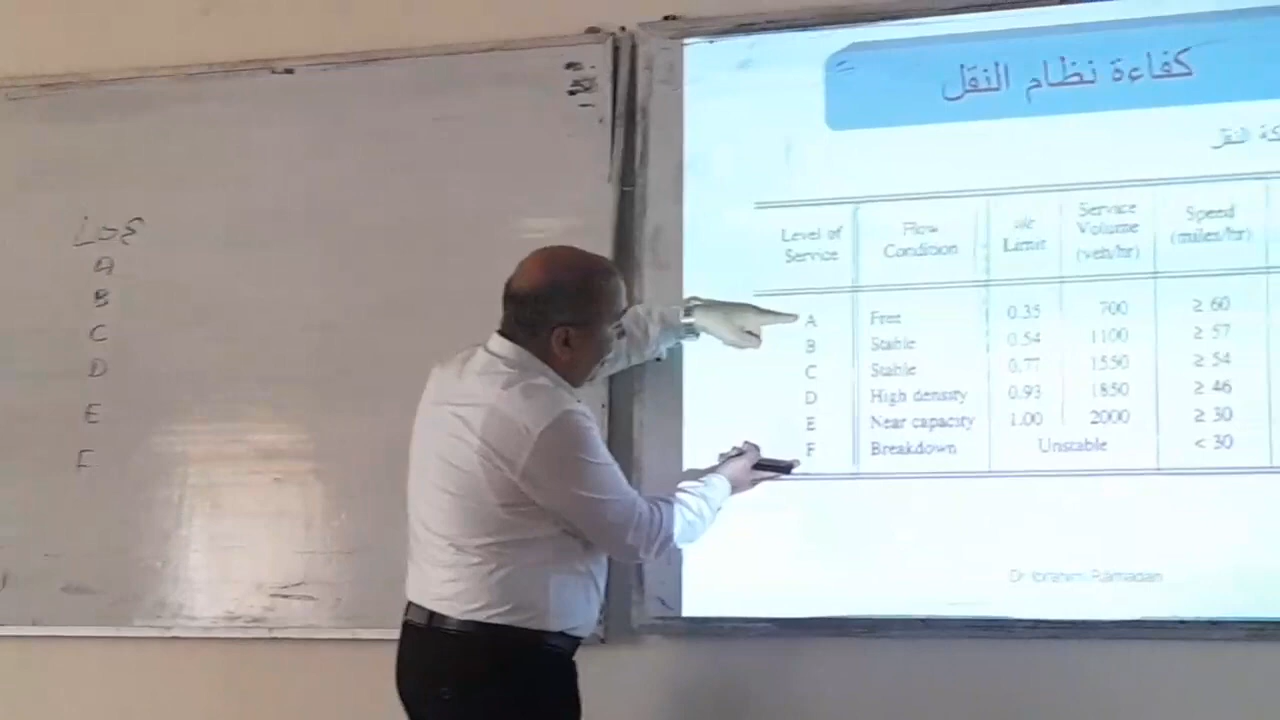 LOS
A
B
C
D
E
كفاءة نظام النقل
النقل
Level of Service Flow Condition v/c Limit Service Volume (veh/hr) Speed (miles/hr)
A Free 0.35 700 ≥ 60
B Stable 0.54 1100 ≥ 57
C Stable 0.77 1550 ≥ 54
D High density 0.93 1850 ≥ 46
E Near capacity 1.00 2000 ≥ 30
F Breakdown Unstable < 30
Dr Ibrahim Ramadan